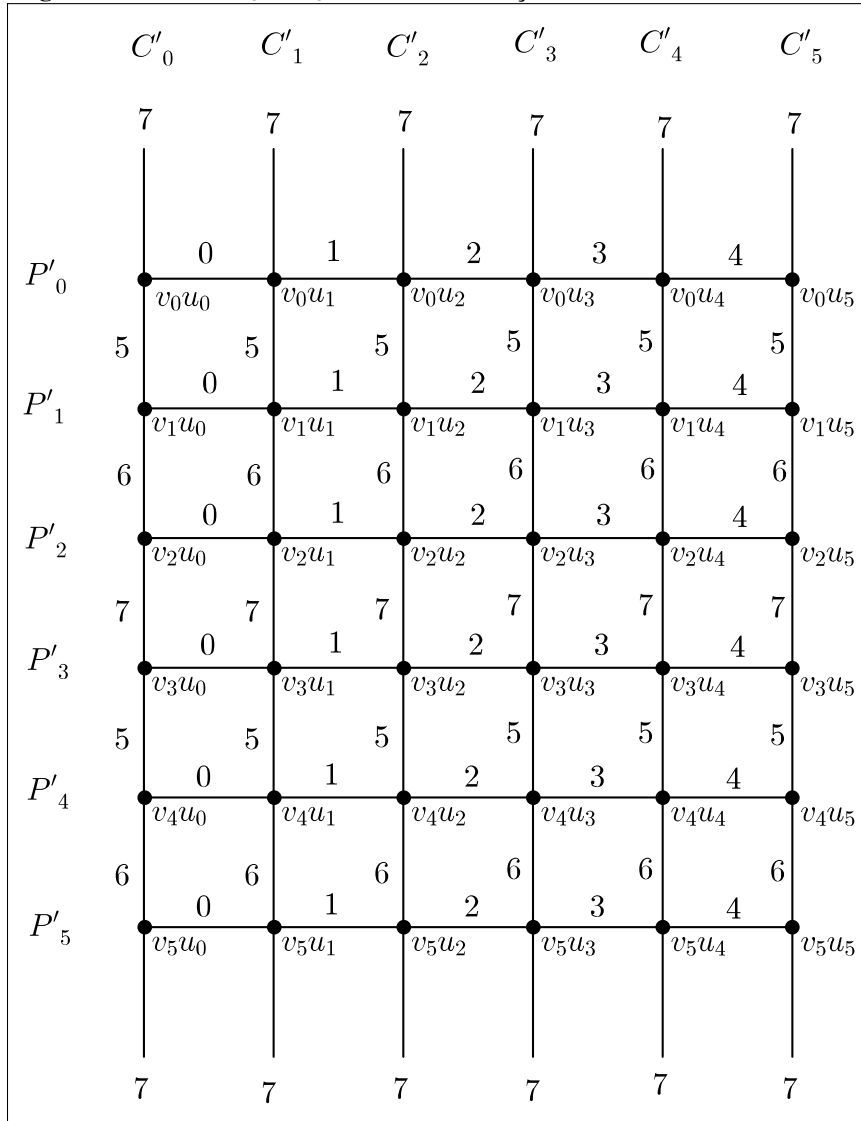 C'₀ C'₁ C'₂ C'₃ C'₄ C'₅
7 7 7 7 7 7
0 1 2 3 4
P'₀
v₀u₀ v₀u₁ v₀u₂ v₀u₃ v₀u₄ v₀u₅
5 5 5 5 5 5
0 1 2 3 4
P'₁
v₁u₀ v₁u₁ v₁u₂ v₁u₃ v₁u₄ v₁u₅
6 6 6 6 6 6
0 1 2 3 4
P'₂
v₂u₀ v₂u₁ v₂u₂ v₂u₃ v₂u₄ v₂u₅
7 7 7 7 7 7
0 1 2 3 4
P'₃
v₃u₀ v₃u₁ v₃u₂ v₃u₃ v₃u₄ v₃u₅
5 5 5 5 5 5
0 1 2 3 4
P'₄
v₄u₀ v₄u₁ v₄u₂ v₄u₃ v₄u₄ v₄u₅
6 6 6 6 6 6
0 1 2 3 4
P'₅
v₅u₀ v₅u₁ v₅u₂ v₅u₃ v₅u₄ v₅u₅
7 7 7 7 7 7